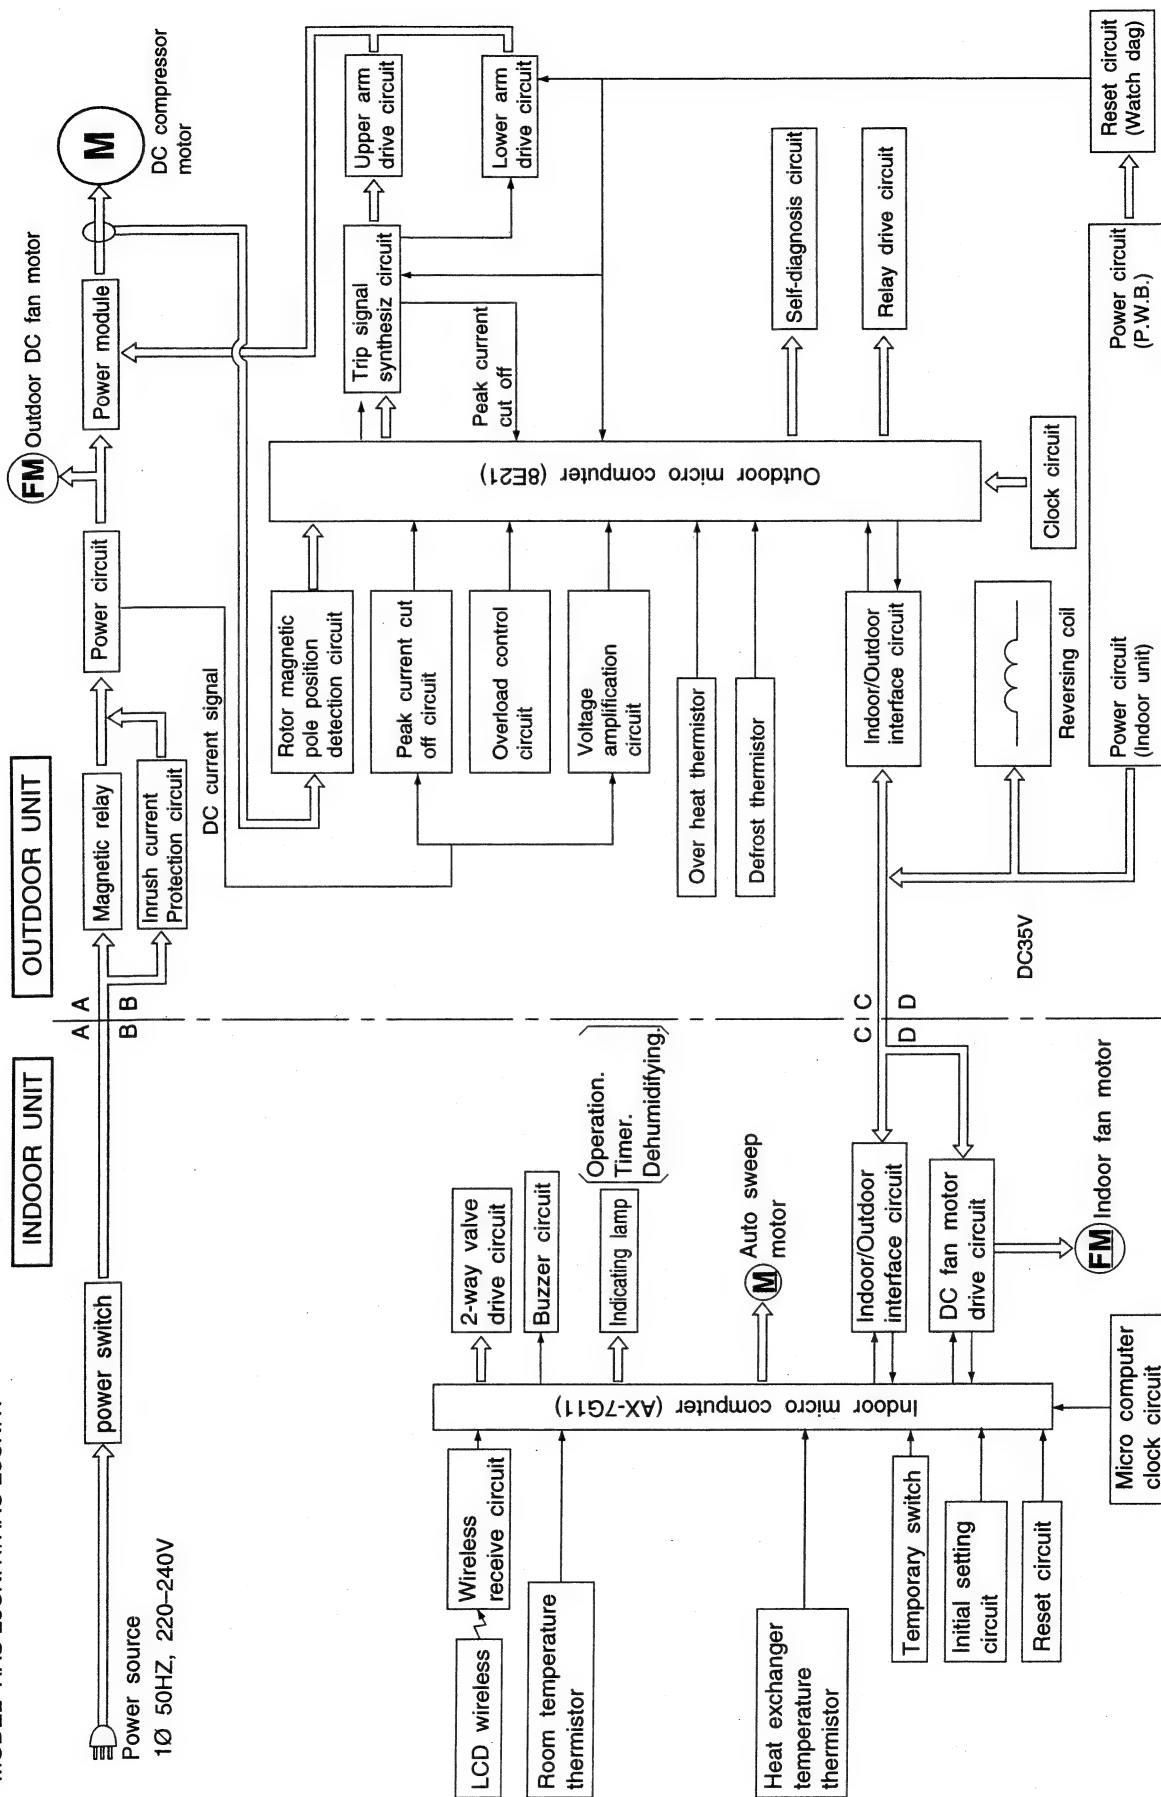 INDOOR UNIT
OUTDOOR UNIT
Power source
1Ø 50HZ, 220–240V
power switch
A A
B B
Magnetic relay
Inrush current
Protection circuit
Power circuit
DC current signal
FM
Outdoor DC fan motor
Power module
M
DC compressor
motor
LCD wireless
Wireless
receive circuit
Room temperature
thermistor
Heat exchanger
temperature
thermistor
Temporary switch
Initial setting
circuit
Reset circuit
Micro computer
clock circuit
Indoor micro computer (AX-7G11)
2-way valve
drive circuit
Buzzer circuit
Indicating lamp
Operation.
Timer.
Dehumidifying.
M
Auto sweep
motor
Indoor/Outdoor
interface circuit
DC fan motor
drive circuit
FM
Indoor fan motor
C C
D D
DC35V
Rotor magnetic
pole position
detection circuit
Peak current cut
off circuit
Overload control
circuit
Voltage
amplification
circuit
Over heat thermistor
Defrost thermistor
Indoor/Outdoor
interface circuit
Reversing coil
Power circuit
(Indoor unit)
Power circuit
(P.W.B.)
Clock circuit
Outdoor micro computer (8E21)
Trip signal
synthesiz circuit
Peak current
cut off
Upper arm
drive circuit
Lower arm
drive circuit
Self-diagnosis circuit
Relay drive circuit
Reset circuit
(Watch dag)